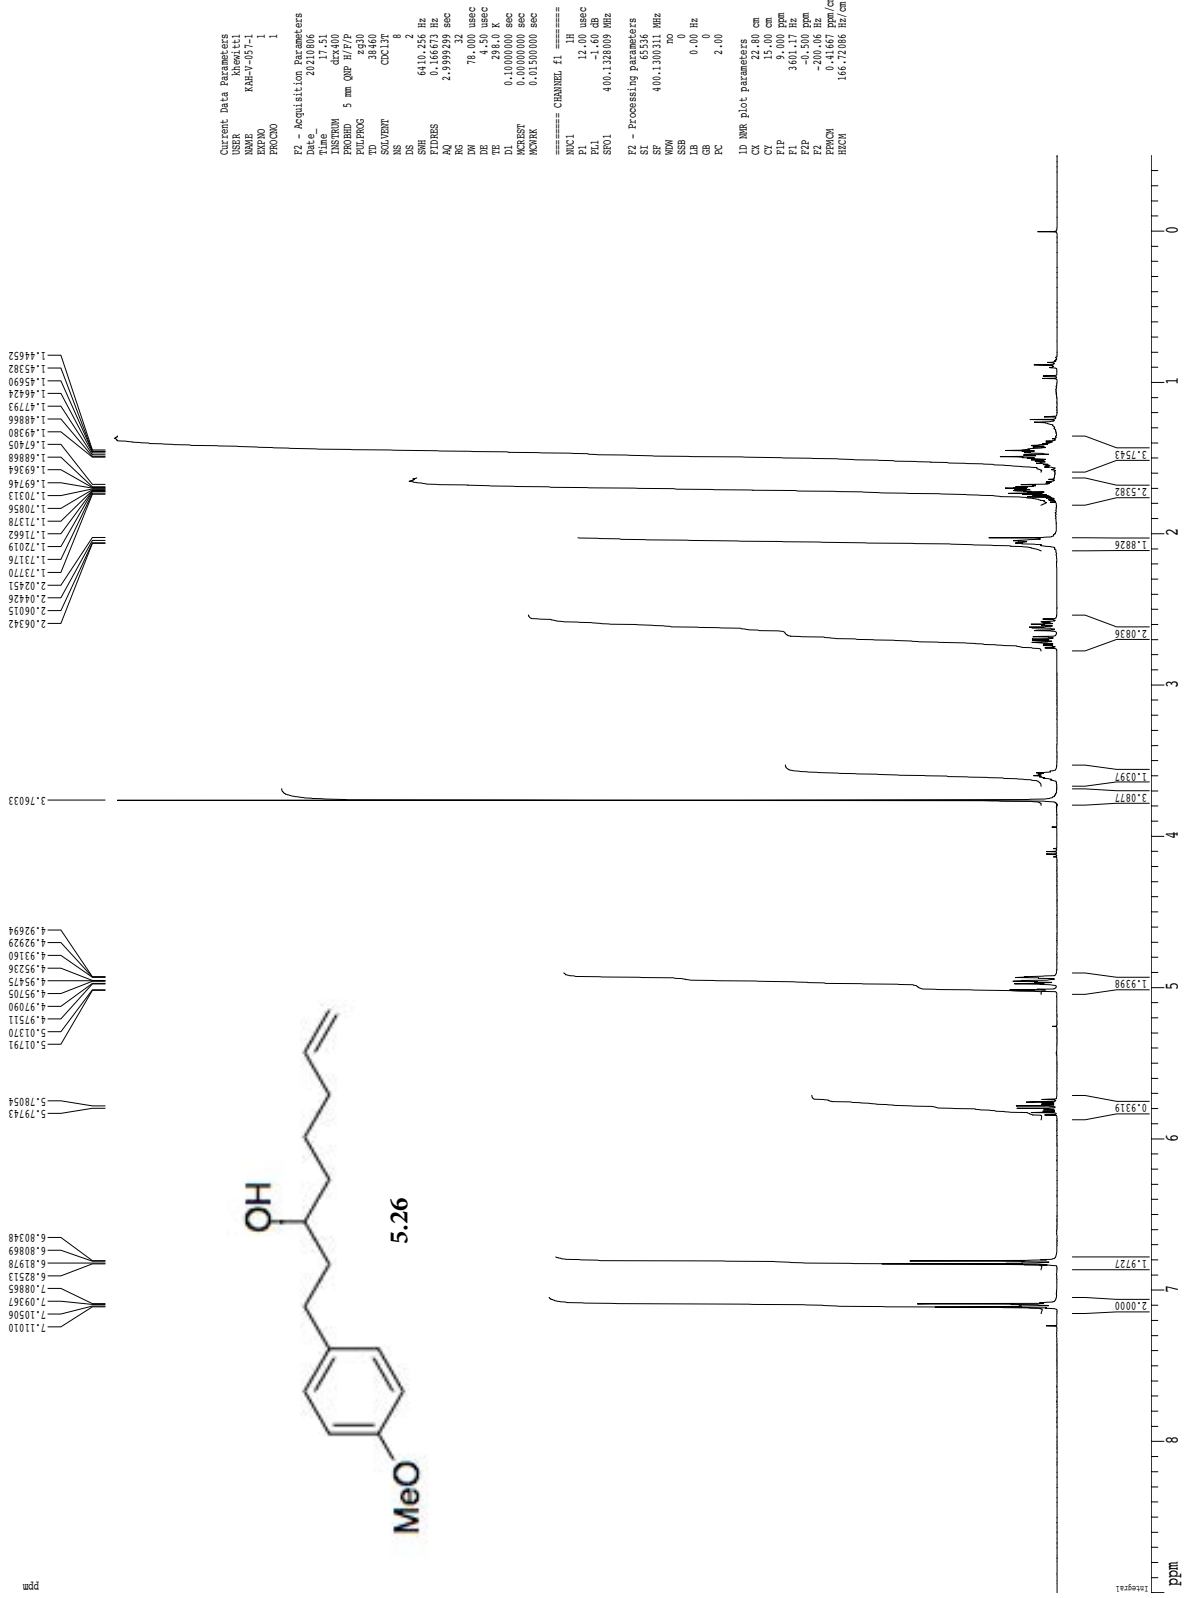 Current Data Parameters
USER khewitt1
NAME KAH-V-057-1
EXPNO 1
PROCNO 1
F2 - Acquisition Parameters
Date_ 20210806
Time 17.51
INSTRUM drx400
PROBHD 5 mm QNP H/F/P
PULPROG zg30
TD 38460
SOLVENT CDCl3T
NS 8
DS 2
SWH 6410.256 Hz
FIDRES 0.166673 Hz
AQ 2.9999299 sec
RG 32
DW 78.000 usec
DE 4.50 usec
TE 298.0 K
D1 0.10000000 sec
MCREST 0.00000000 sec
MCWRK 0.01500000 sec
======== CHANNEL f1 ========
NUC1 1H
P1 12.00 usec
PL1 -1.60 dB
SFO1 400.1328009 MHz
F2 - Processing parameters
SI 65536
SF 400.1300311 MHz
WDW no
SSB 0
LB 0.00 Hz
GB 0
PC 2.00
1D NMR plot parameters
CX 22.80 cm
CY 15.00 cm
F1P 9.000 ppm
F1 3601.17 Hz
F2P -0.500 ppm
F2 -200.06 Hz
PPMCM 0.41667 ppm/cm
HZCM 166.72086 Hz/cm
ppm
7.11010
7.10506
7.09367
7.08865
6.82513
6.81978
6.80869
6.80348
5.79743
5.78054
5.01791
5.01370
4.97511
4.97090
4.95705
4.95475
4.95236
4.93160
4.92929
4.92694
3.76033
2.06342
2.06015
2.04426
2.02451
1.73770
1.73176
1.72019
1.71662
1.71378
1.70856
1.70313
1.69746
1.69364
1.68868
1.67405
1.49380
1.48866
1.47793
1.46424
1.45690
1.45382
1.44652
MeO
OH
5.26
Integral
2.0000
1.9727
0.9319
1.9398
3.0877
1.0397
2.0836
1.8826
2.5382
3.7543
ppm
8
7
6
5
4
3
2
1
0